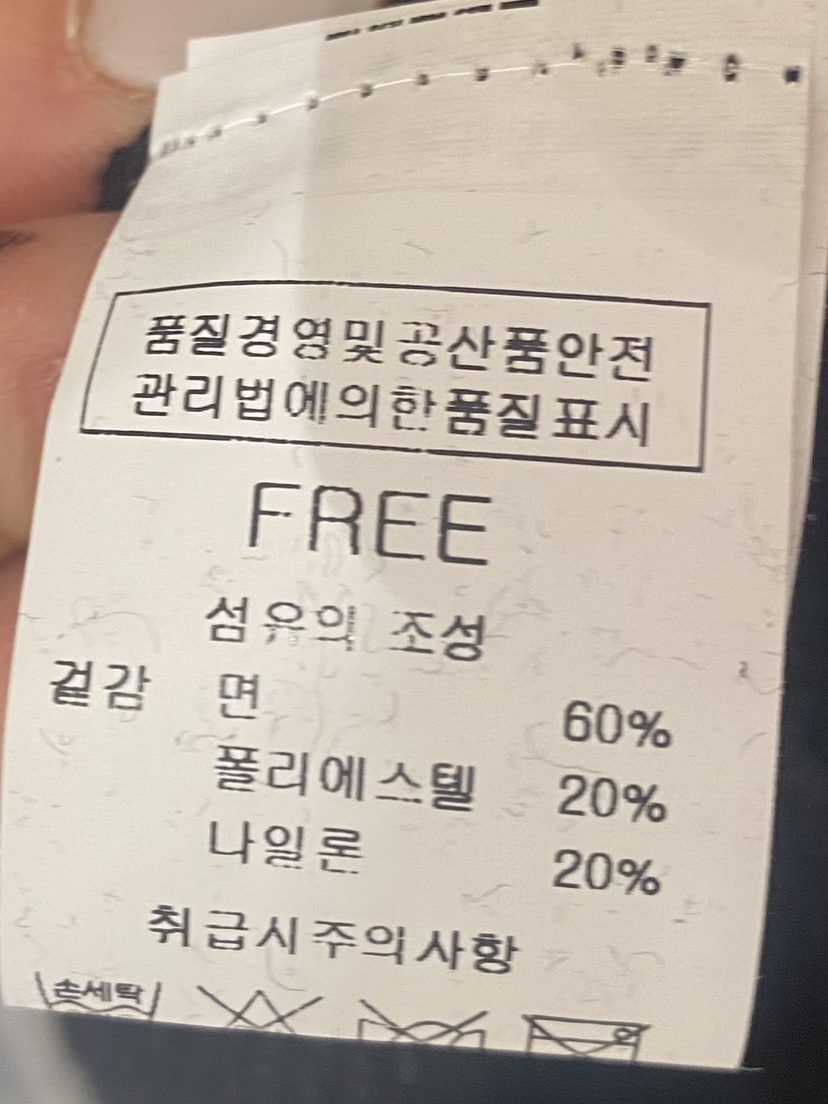 품질경영및공산품안전
관리법에의한품질표시
FREE
섬유의 조성
겉감 면 60%
폴리에스텔 20%
나일론 20%
취급시주의사항
손세탁